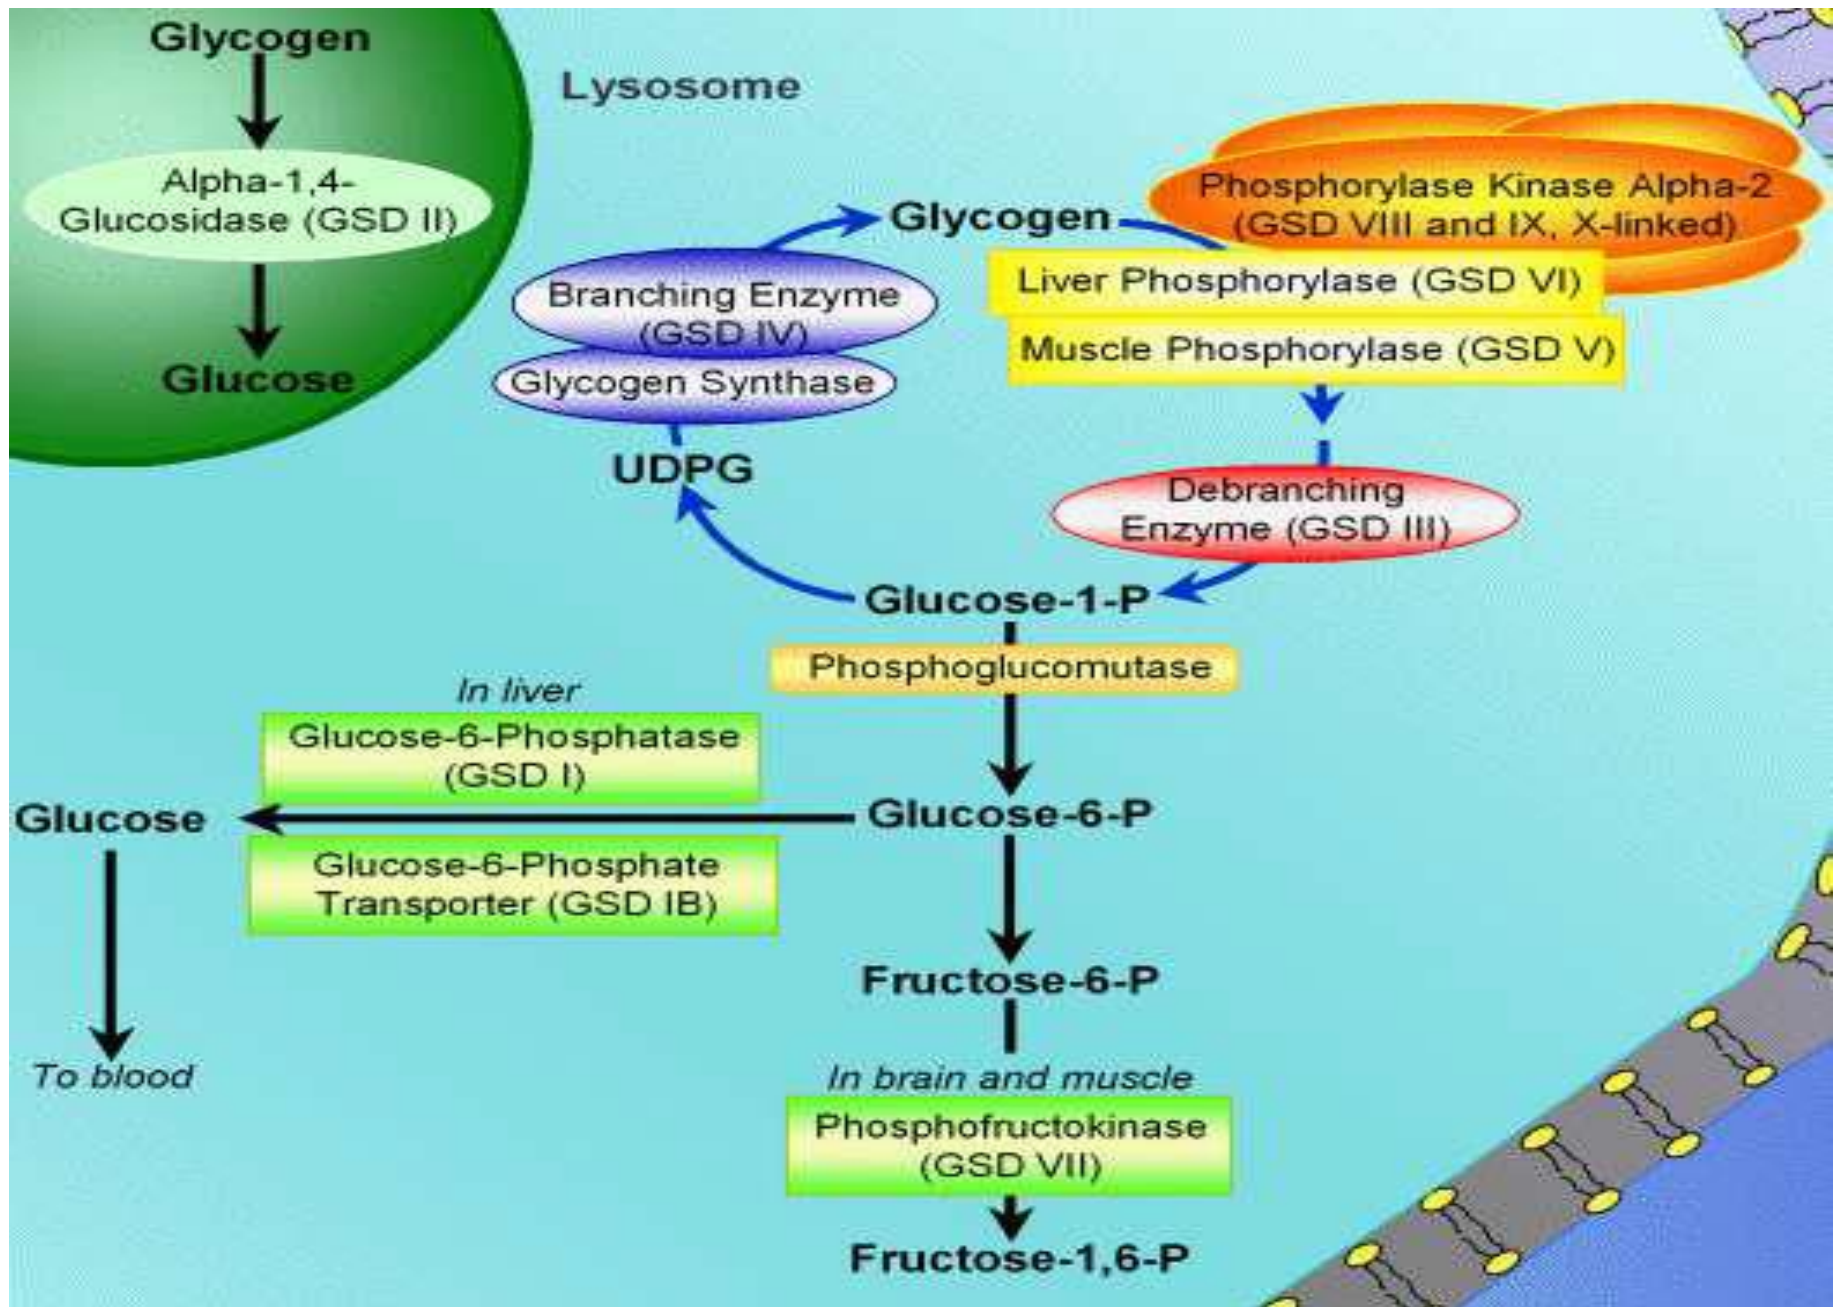 Glycogen
Lysosome
Alpha-1,4-
Glucosidase (GSD II)
Glucose
Glycogen
Phosphorylase Kinase Alpha-2
(GSD VIII and IX, X-linked)
Branching Enzyme
(GSD IV)
Liver Phosphorylase (GSD VI)
Muscle Phosphorylase (GSD V)
Glycogen Synthase
UDPG
Debranching
Enzyme (GSD III)
Glucose-1-P
Phosphoglucomutase
In liver
Glucose-6-Phosphatase
(GSD I)
Glucose
Glucose-6-P
Glucose-6-Phosphate
Transporter (GSD IB)
Fructose-6-P
To blood
In brain and muscle
Phosphofructokinase
(GSD VII)
Fructose-1,6-P